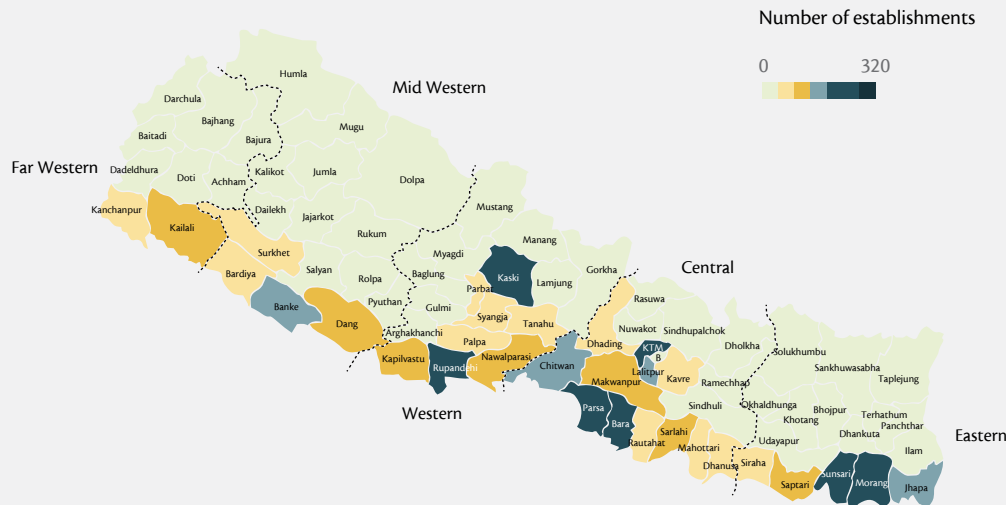 Number of establishments
0 320
Humla
Mid Western
Darchula
Bajhang
Mugu
Baitadi
Bajura
Far Western
Dadeldhura
Doti
Achham
Kalikot
Jumla
Dolpa
Kanchanpur
Kailali
Dailekh
Jajarkot
Mustang
Rukum
Manang
Surkhet
Myagdi
Bardiya
Salyan
Rolpa
Baglung
Kaski
Lamjung
Gorkha
Central
Parbat
Rasuwa
Banke
Pyuthan
Gulmi
Syangja
Tanahu
Nuwakot
Sindhupalchok
Dang
Arghakhanchi
Palpa
Dhading
KTM
Dholkha
Solukhumbu
Kapilvastu
Rupandehi
Nawalparasi
Chitwan
B
Lalitpur
Kavre
Sankhuwasabha
Taplejung
Makwanpur
Ramechhap
Western
Parsa
Bara
Sindhuli
Okhaldhunga
Khotang
Bhojpur
Terhathum
Panchthar
Sarlahi
Rautahat
Mahottari
Udayapur
Dhankuta
Eastern
Dhanusa
Siraha
Ilam
Saptari
Sunsari
Morang
Jhapa